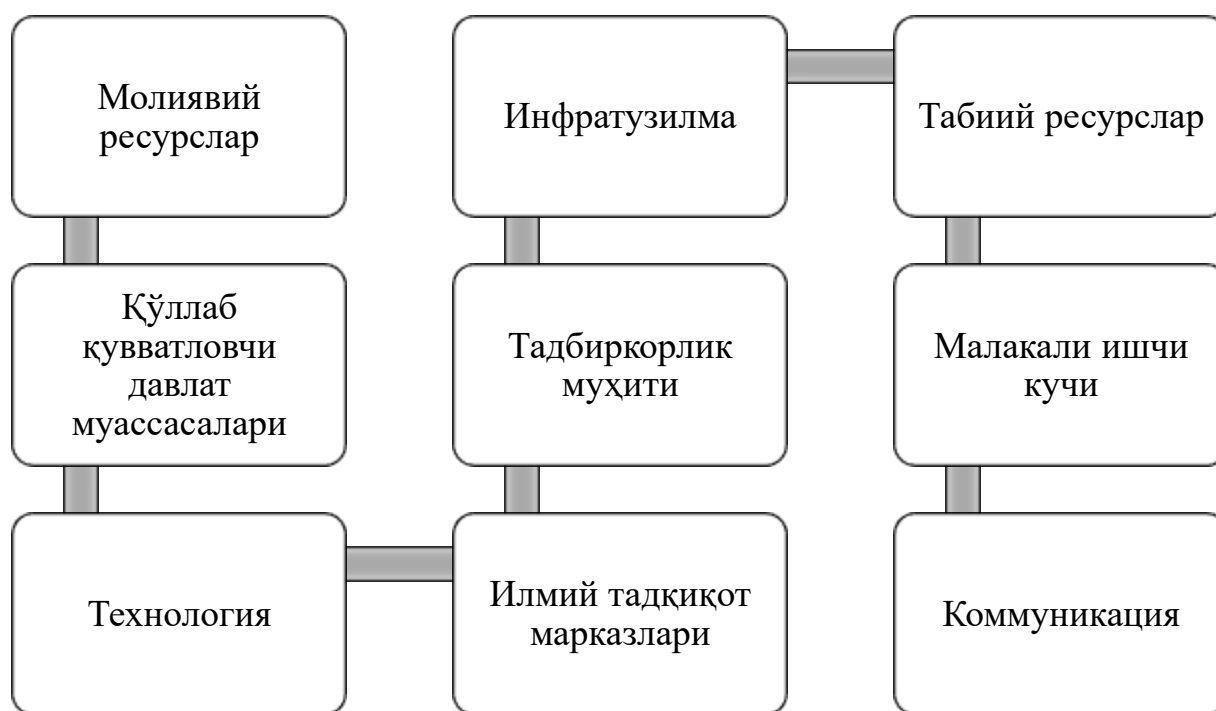 Молиявий
ресурслар
Қўллаб
қувватловчи
давлат
муассасалари
Технология
Илмий тадқиқот
марказлари
Тадбиркорлик
муҳити
Инфратузилма
Табиий ресурслар
Малакали ишчи
кучи
Коммуникация